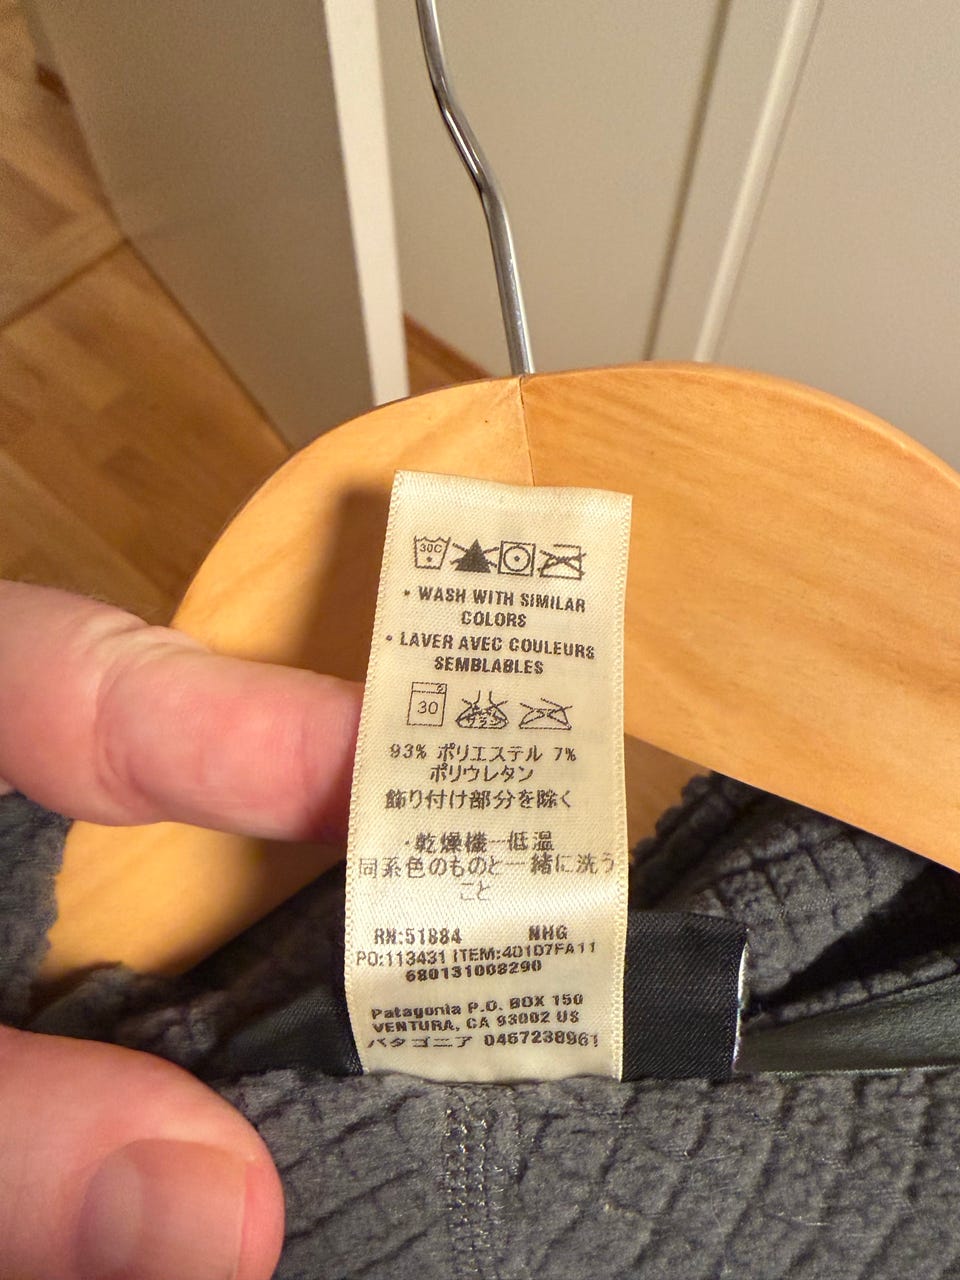 30C
• WASH WITH SIMILAR
COLORS
• LAVER AVEC COULEURS
SEMBLABLES
30
93% ポリエステル 7%
ポリウレタン
飾り付け部分を除く
・乾燥機一低温
同系色のものと一緒に洗う
こと
RN:51884 NHG
PO:113431 ITEM:40107FA11
680131008290
Patagonia P.O. BOX 150
VENTURA, CA 93002 US
パタゴニア 0467238961